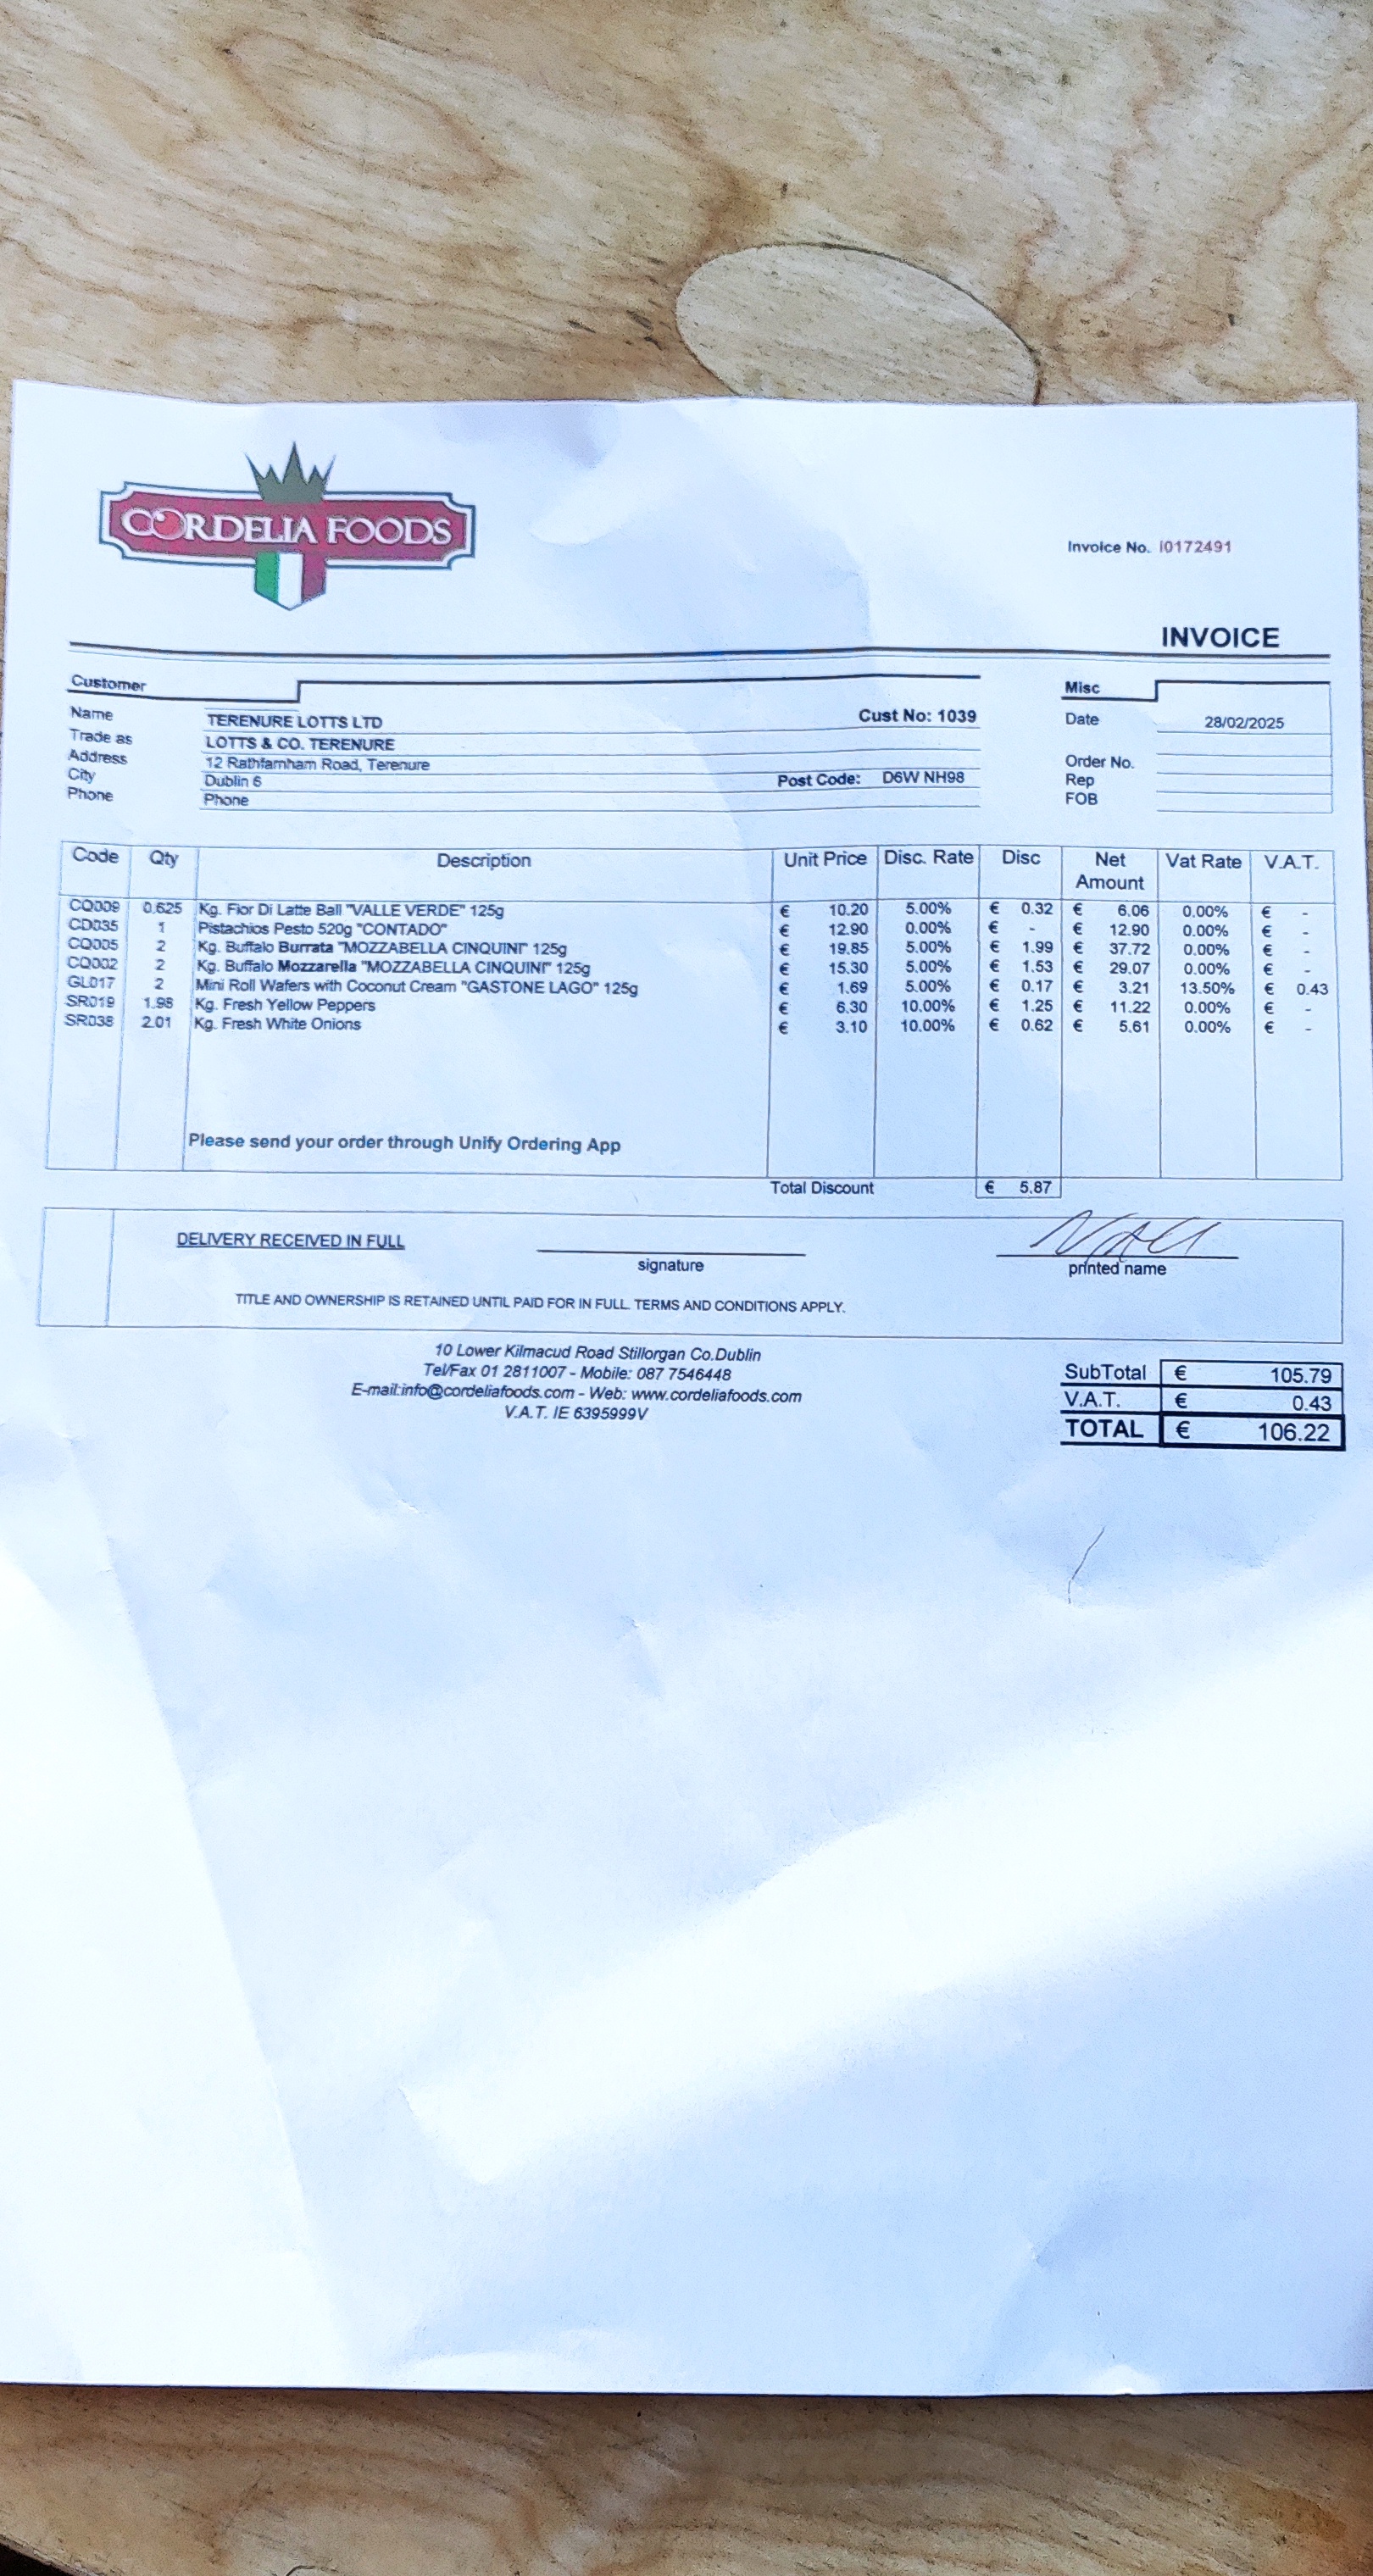 CORDELIA FOODS
Invoice No. I0172491
INVOICE
Customer
Misc
Name TERENURE LOTTS LTD Cust No: 1039 Date 28/02/2025
Trade as LOTTS & CO. TERENURE
Address 12 Rathfarnham Road, Terenure Order No.
City Dublin 6 Post Code: D6W NH98 Rep
Phone Phone FOB
Code Qty Description Unit Price Disc. Rate Disc Net Amount Vat Rate V.A.T.
CQ009 0.625 Kg. Fior Di Latte Ball "VALLE VERDE" 125g € 10.20 5.00% € 0.32 € 6.06 0.00% € -
CD035 1 Pistachios Pesto 520g "CONTADO" € 12.90 0.00% € - € 12.90 0.00% € -
CQ005 2 Kg. Buffalo Burrata "MOZZABELLA CINQUINI" 125g € 19.85 5.00% € 1.99 € 37.72 0.00% € -
CQ002 2 Kg. Buffalo Mozzarella "MOZZABELLA CINQUINI" 125g € 15.30 5.00% € 1.53 € 29.07 0.00% € -
GL017 2 Mini Roll Wafers with Coconut Cream "GASTONE LAGO" 125g € 1.69 5.00% € 0.17 € 3.21 13.50% € 0.43
SR019 1.98 Kg. Fresh Yellow Peppers € 6.30 10.00% € 1.25 € 11.22 0.00% € -
SR038 2.01 Kg. Fresh White Onions € 3.10 10.00% € 0.62 € 5.61 0.00% € -
Please send your order through Unify Ordering App
Total Discount € 5.87
DELIVERY RECEIVED IN FULL
signature printed name
TITLE AND OWNERSHIP IS RETAINED UNTIL PAID FOR IN FULL. TERMS AND CONDITIONS APPLY.
10 Lower Kilmacud Road Stillorgan Co.Dublin
Tel/Fax 01 2811007 - Mobile: 087 7546448
E-mail:info@cordeliafoods.com - Web: www.cordeliafoods.com
V.A.T. IE 6395999V
SubTotal € 105.79
V.A.T. € 0.43
TOTAL € 106.22